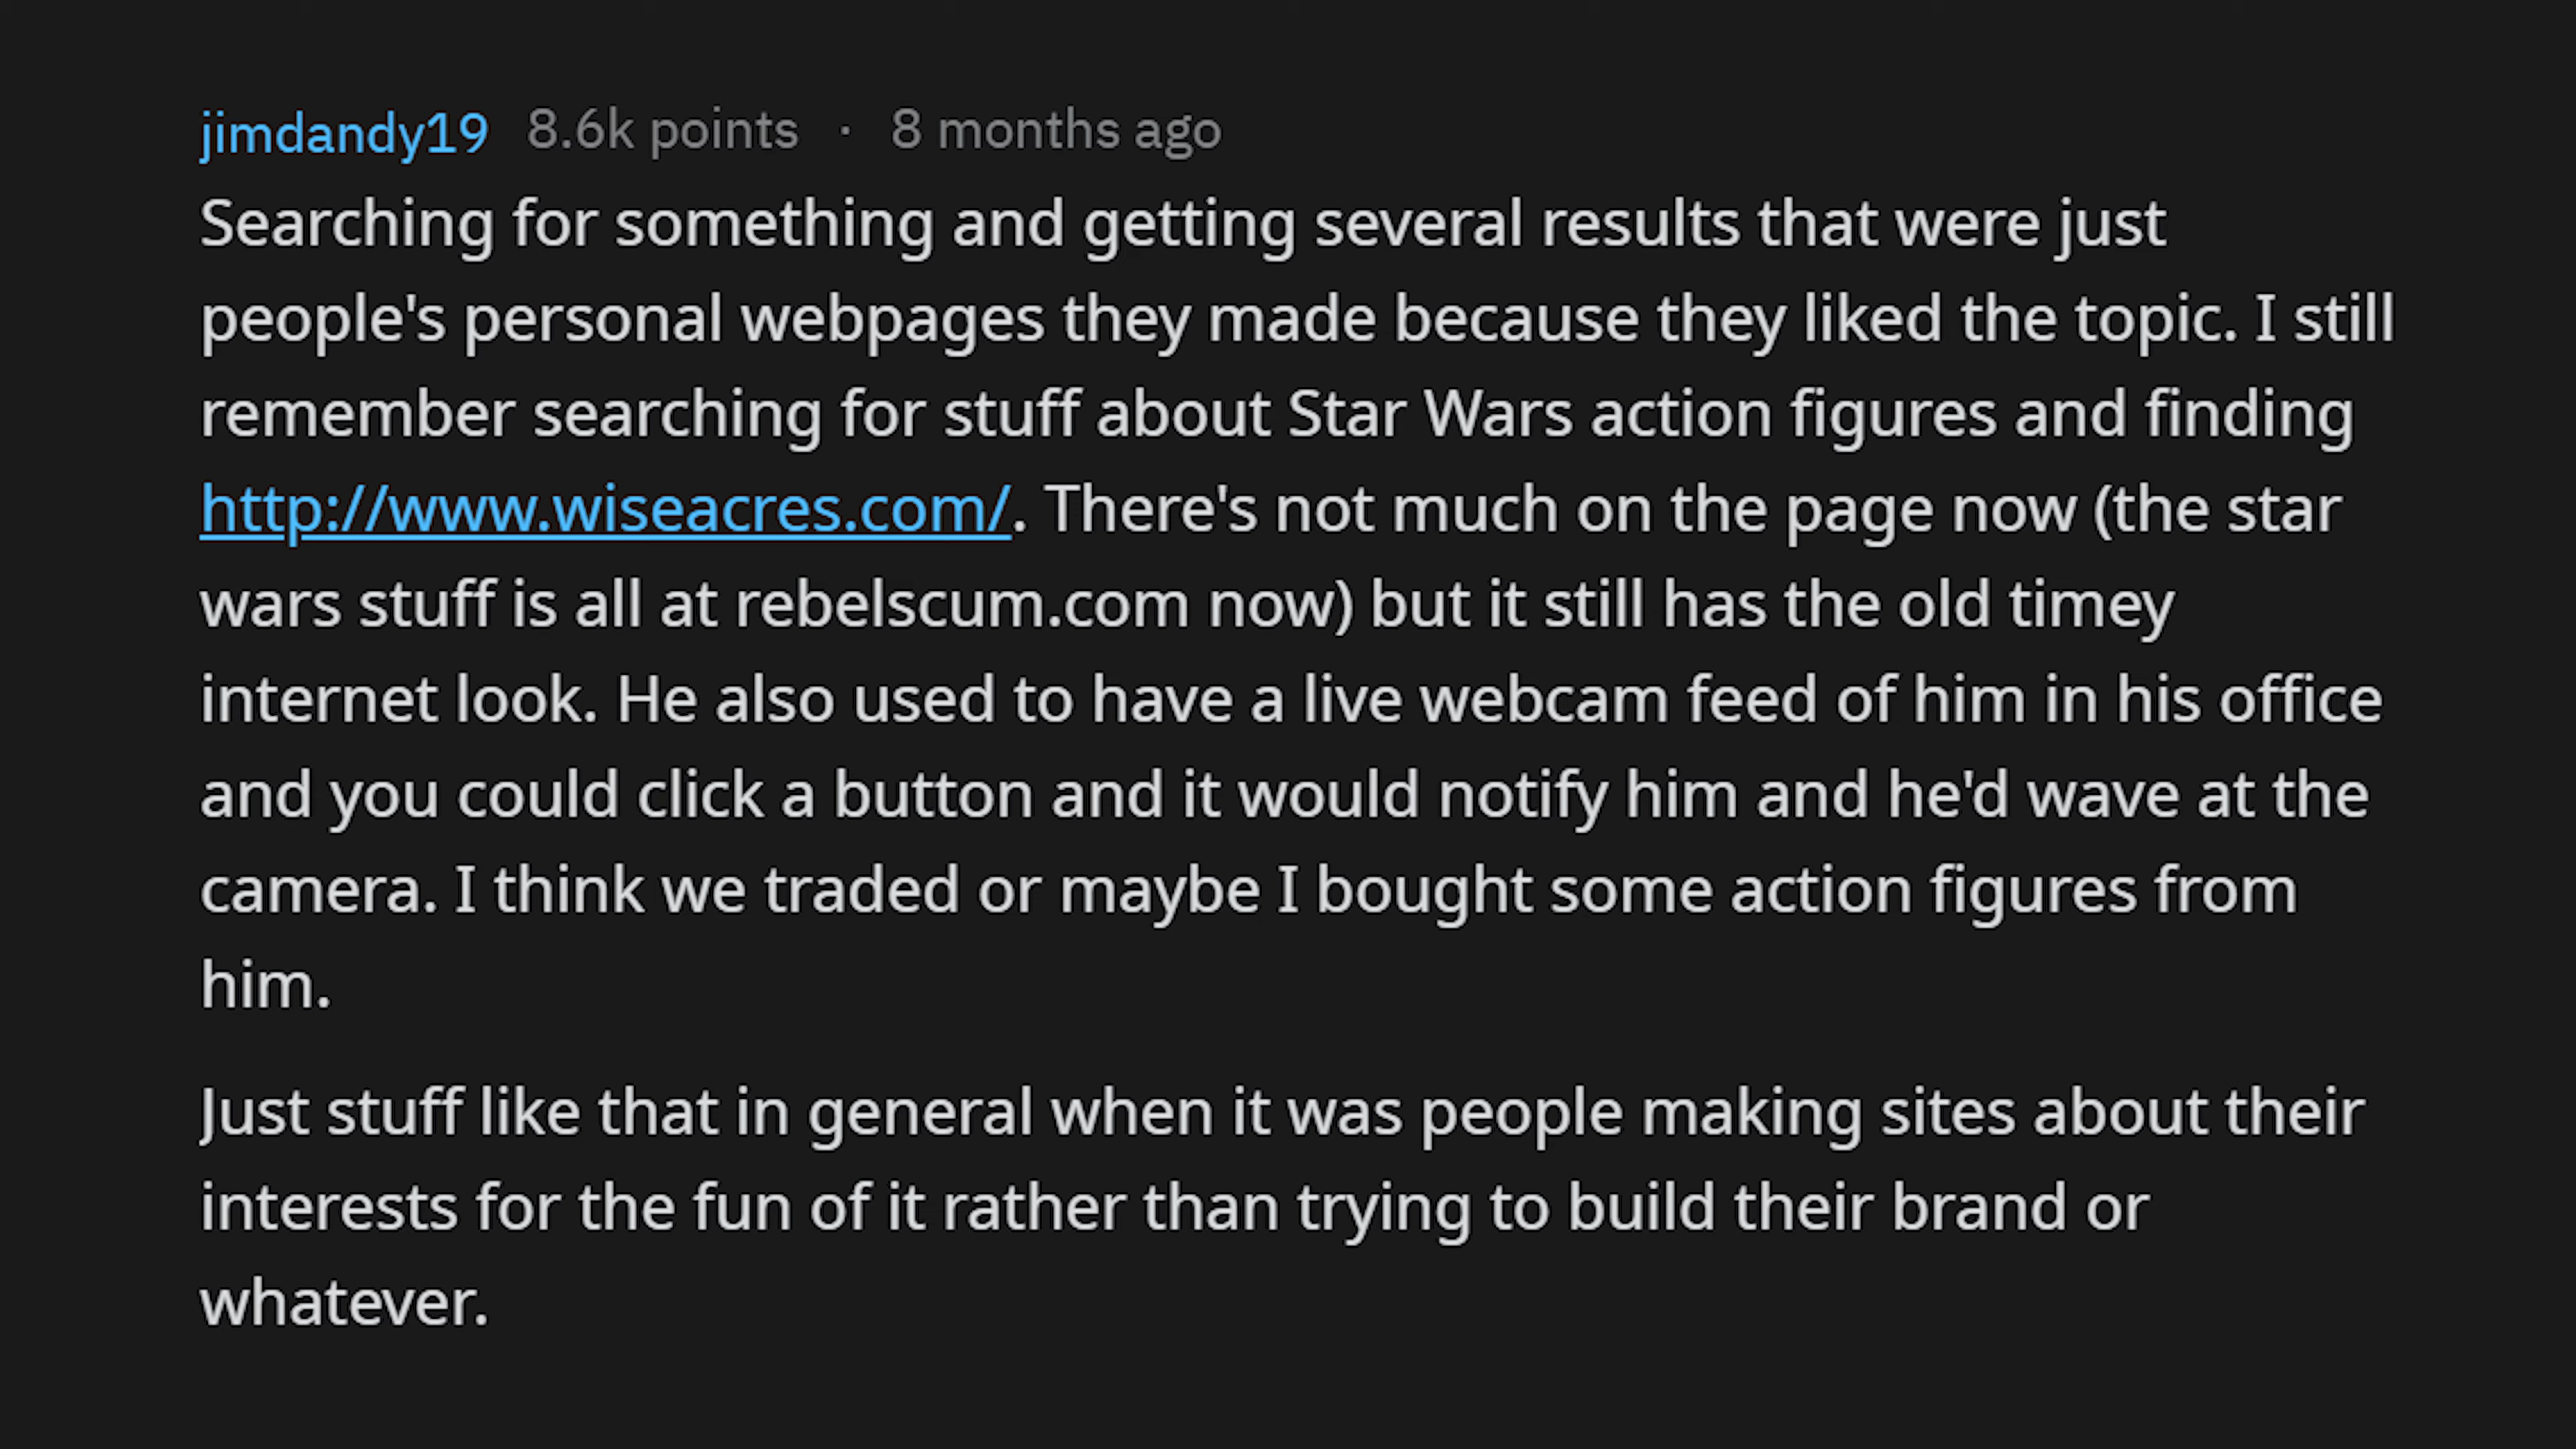 jimdandy19 8.6k points · 8 months ago
Searching for something and getting several results that were just
people's personal webpages they made because they liked the topic. I still
remember searching for stuff about Star Wars action figures and finding
http://www.wiseacres.com/. There's not much on the page now (the star
wars stuff is all at rebelscum.com now) but it still has the old timey
internet look. He also used to have a live webcam feed of him in his office
and you could click a button and it would notify him and he'd wave at the
camera. I think we traded or maybe I bought some action figures from
him.
Just stuff like that in general when it was people making sites about their
interests for the fun of it rather than trying to build their brand or
whatever.